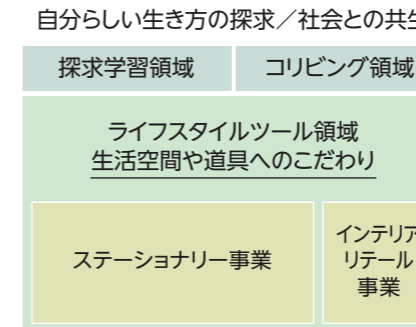 自分らしい生き方の探求／社会との共生
探求学習領域
コリビング領域
ライフスタイルツール領域
生活空間や道具へのこだわり
ステーショナリー事業
インテリア
リテール
事業